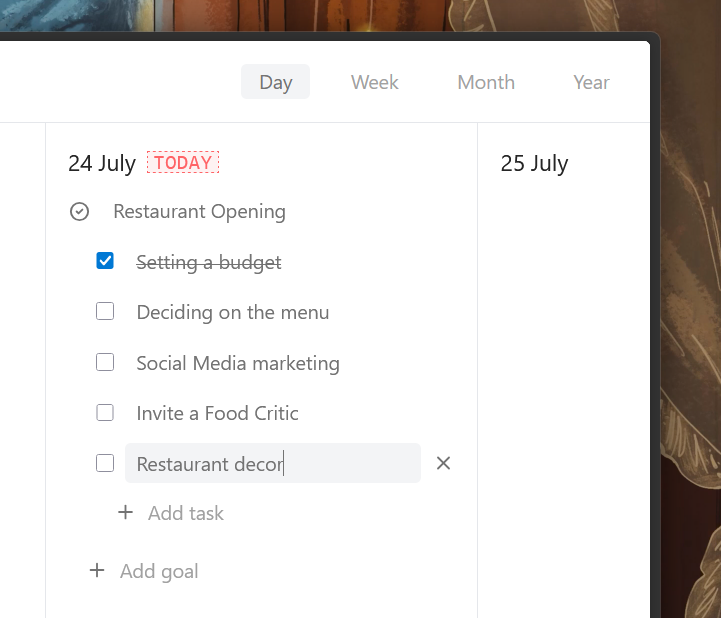 Day Week Month Year
24 July TODAY
25 July
Restaurant Opening
Setting a budget
Deciding on the menu
Social Media marketing
Invite a Food Critic
Restaurant decor
Add task
Add goal